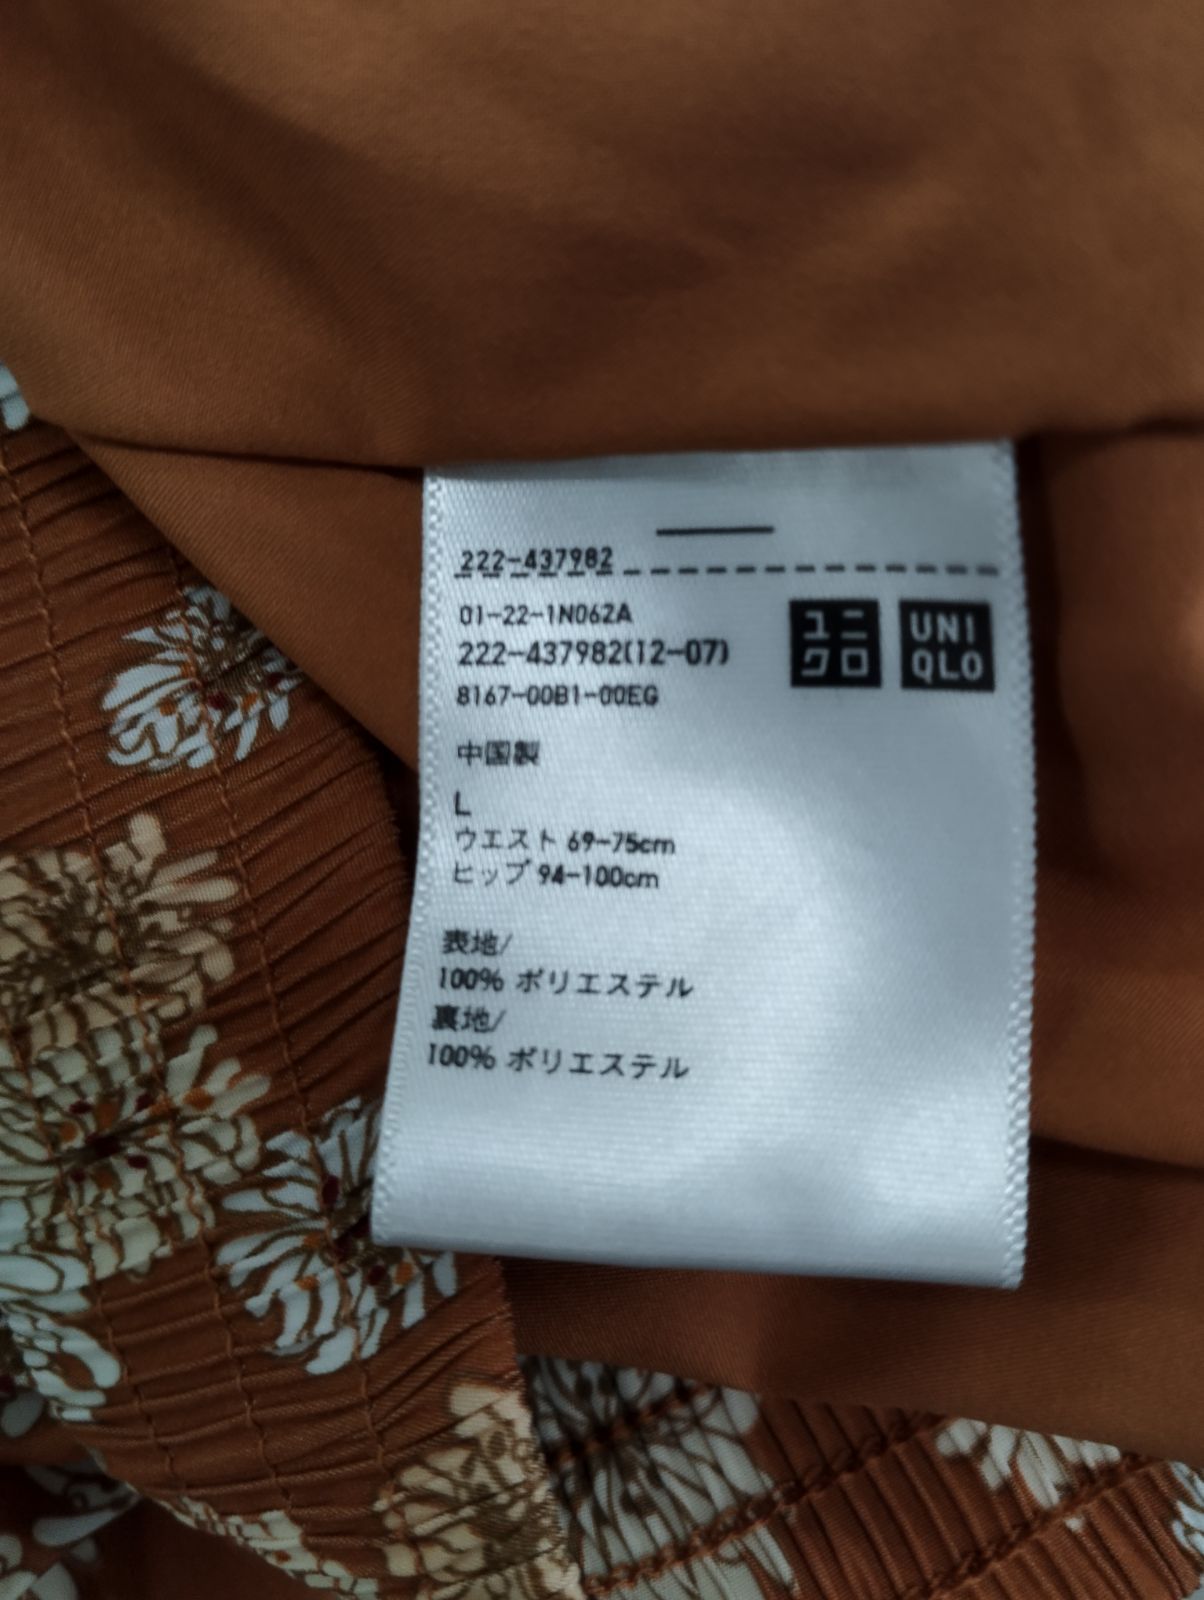 222-437982
01-22-1N062A
222-437982(12-07)
8167-00B1-00EG
ユニ
クロ
UNI
QLO
中国製
L
ウエスト 69-75cm
ヒップ 94-100cm
表地/
100% ポリエステル
裏地/
100% ポリエステル